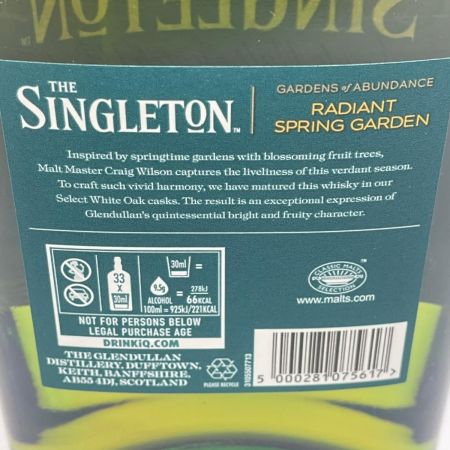 SINGLETON
THE
SINGLETON™
GARDENS of ABUNDANCE
RADIANT
SPRING GARDEN
Inspired by springtime gardens with blossoming fruit trees,
Malt Master Craig Wilson captures the liveliness of this verdant season.
To craft such vivid harmony, we have matured this whisky in our
Select White Oak casks. The result is an exceptional expression of
Glendullan's quintessential bright and fruity character.
33
x
30ml
30ml =
9.5g
ALCOHOL
= 278kJ
66KCAL
100ml = 925kJ/221KCAL
NOT FOR PERSONS BELOW
LEGAL PURCHASE AGE
DRINKiQ.COM
THE GLENDULLAN
DISTILLERY, DUFFTOWN,
KEITH, BANFFSHIRE,
AB55 4DJ, SCOTLAND
PLEASE RECYCLE
3105507713
CLASSIC MALTS
SELECTION
™
www.malts.com
5 000281 075617 >